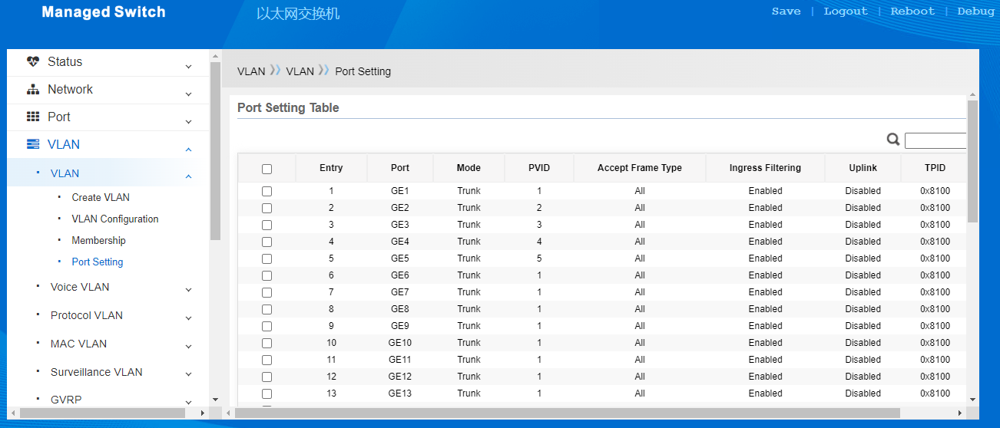 Managed Switch
以太网交换机
Save | Logout | Reboot | Debug
Status
Network
Port
VLAN
VLAN
Create VLAN
VLAN Configuration
Membership
Port Setting
Voice VLAN
Protocol VLAN
MAC VLAN
Surveillance VLAN
GVRP
VLAN VLAN Port Setting
Port Setting Table
Entry Port Mode PVID Accept Frame Type Ingress Filtering Uplink TPID
1 GE1 Trunk 1 All Enabled Disabled 0x8100
2 GE2 Trunk 2 All Enabled Disabled 0x8100
3 GE3 Trunk 3 All Enabled Disabled 0x8100
4 GE4 Trunk 4 All Enabled Disabled 0x8100
5 GE5 Trunk 5 All Enabled Disabled 0x8100
6 GE6 Trunk 1 All Enabled Disabled 0x8100
7 GE7 Trunk 1 All Enabled Disabled 0x8100
8 GE8 Trunk 1 All Enabled Disabled 0x8100
9 GE9 Trunk 1 All Enabled Disabled 0x8100
10 GE10 Trunk 1 All Enabled Disabled 0x8100
11 GE11 Trunk 1 All Enabled Disabled 0x8100
12 GE12 Trunk 1 All Enabled Disabled 0x8100
13 GE13 Trunk 1 All Enabled Disabled 0x8100